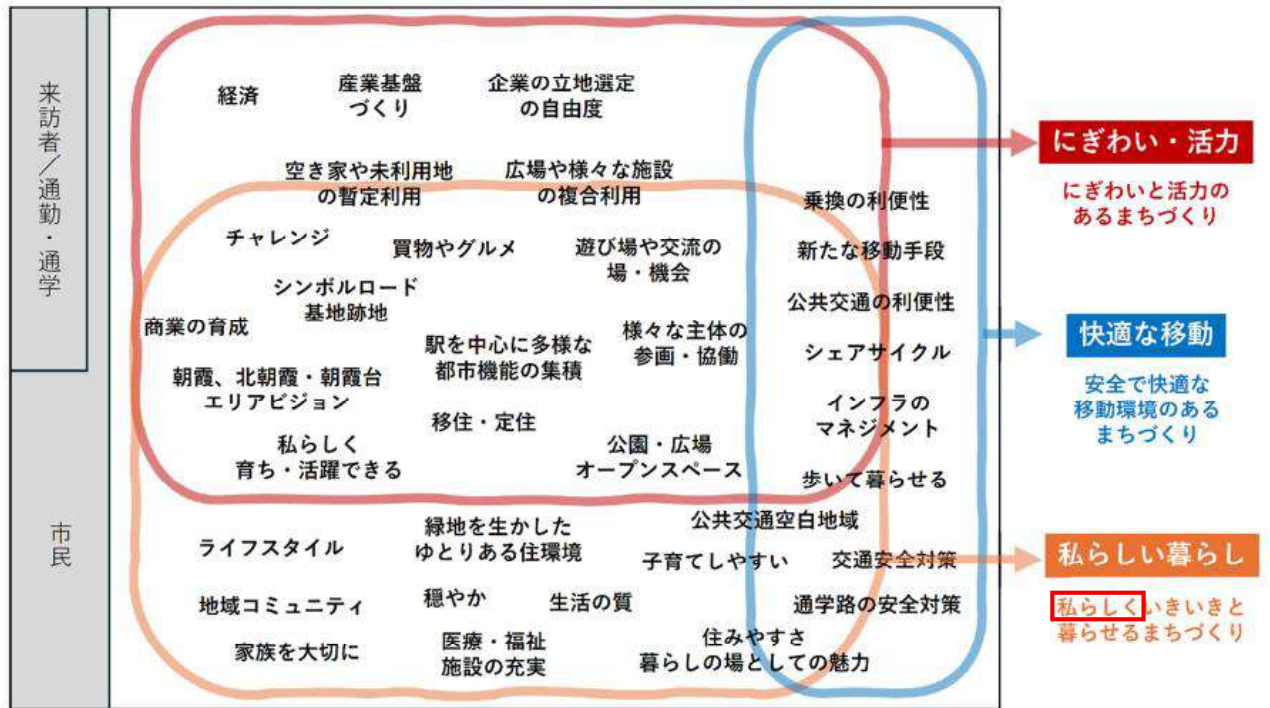 来訪者／通勤・通学
市民
経済
産業基盤
づくり
企業の立地選定
の自由度
空き家や未利用地
の暫定利用
広場や様々な施設
の複合利用
乗換の利便性
チャレンジ
買物やグルメ
遊び場や交流の
場・機会
新たな移動手段
シンボルロード
基地跡地
公共交通の利便性
商業の育成
駅を中心に多様な
都市機能の集積
様々な主体の
参画・協働
シェアサイクル
朝霞、北朝霞・朝霞台
エリアビジョン
移住・定住
インフラの
マネジメント
私らしく
育ち・活躍できる
公園・広場
オープンスペース
歩いて暮らせる
公共交通空白地域
ライフスタイル
緑地を生かした
ゆとりある住環境
子育てしやすい
交通安全対策
地域コミュニティ
穏やか
生活の質
通学路の安全対策
家族を大切に
医療・福祉
施設の充実
住みやすさ
暮らしの場としての魅力
にぎわい・活力
にぎわいと活力の
あるまちづくり
快適な移動
安全で快適な
移動環境のある
まちづくり
私らしい暮らし
私らしくいきいきと
暮らせるまちづくり